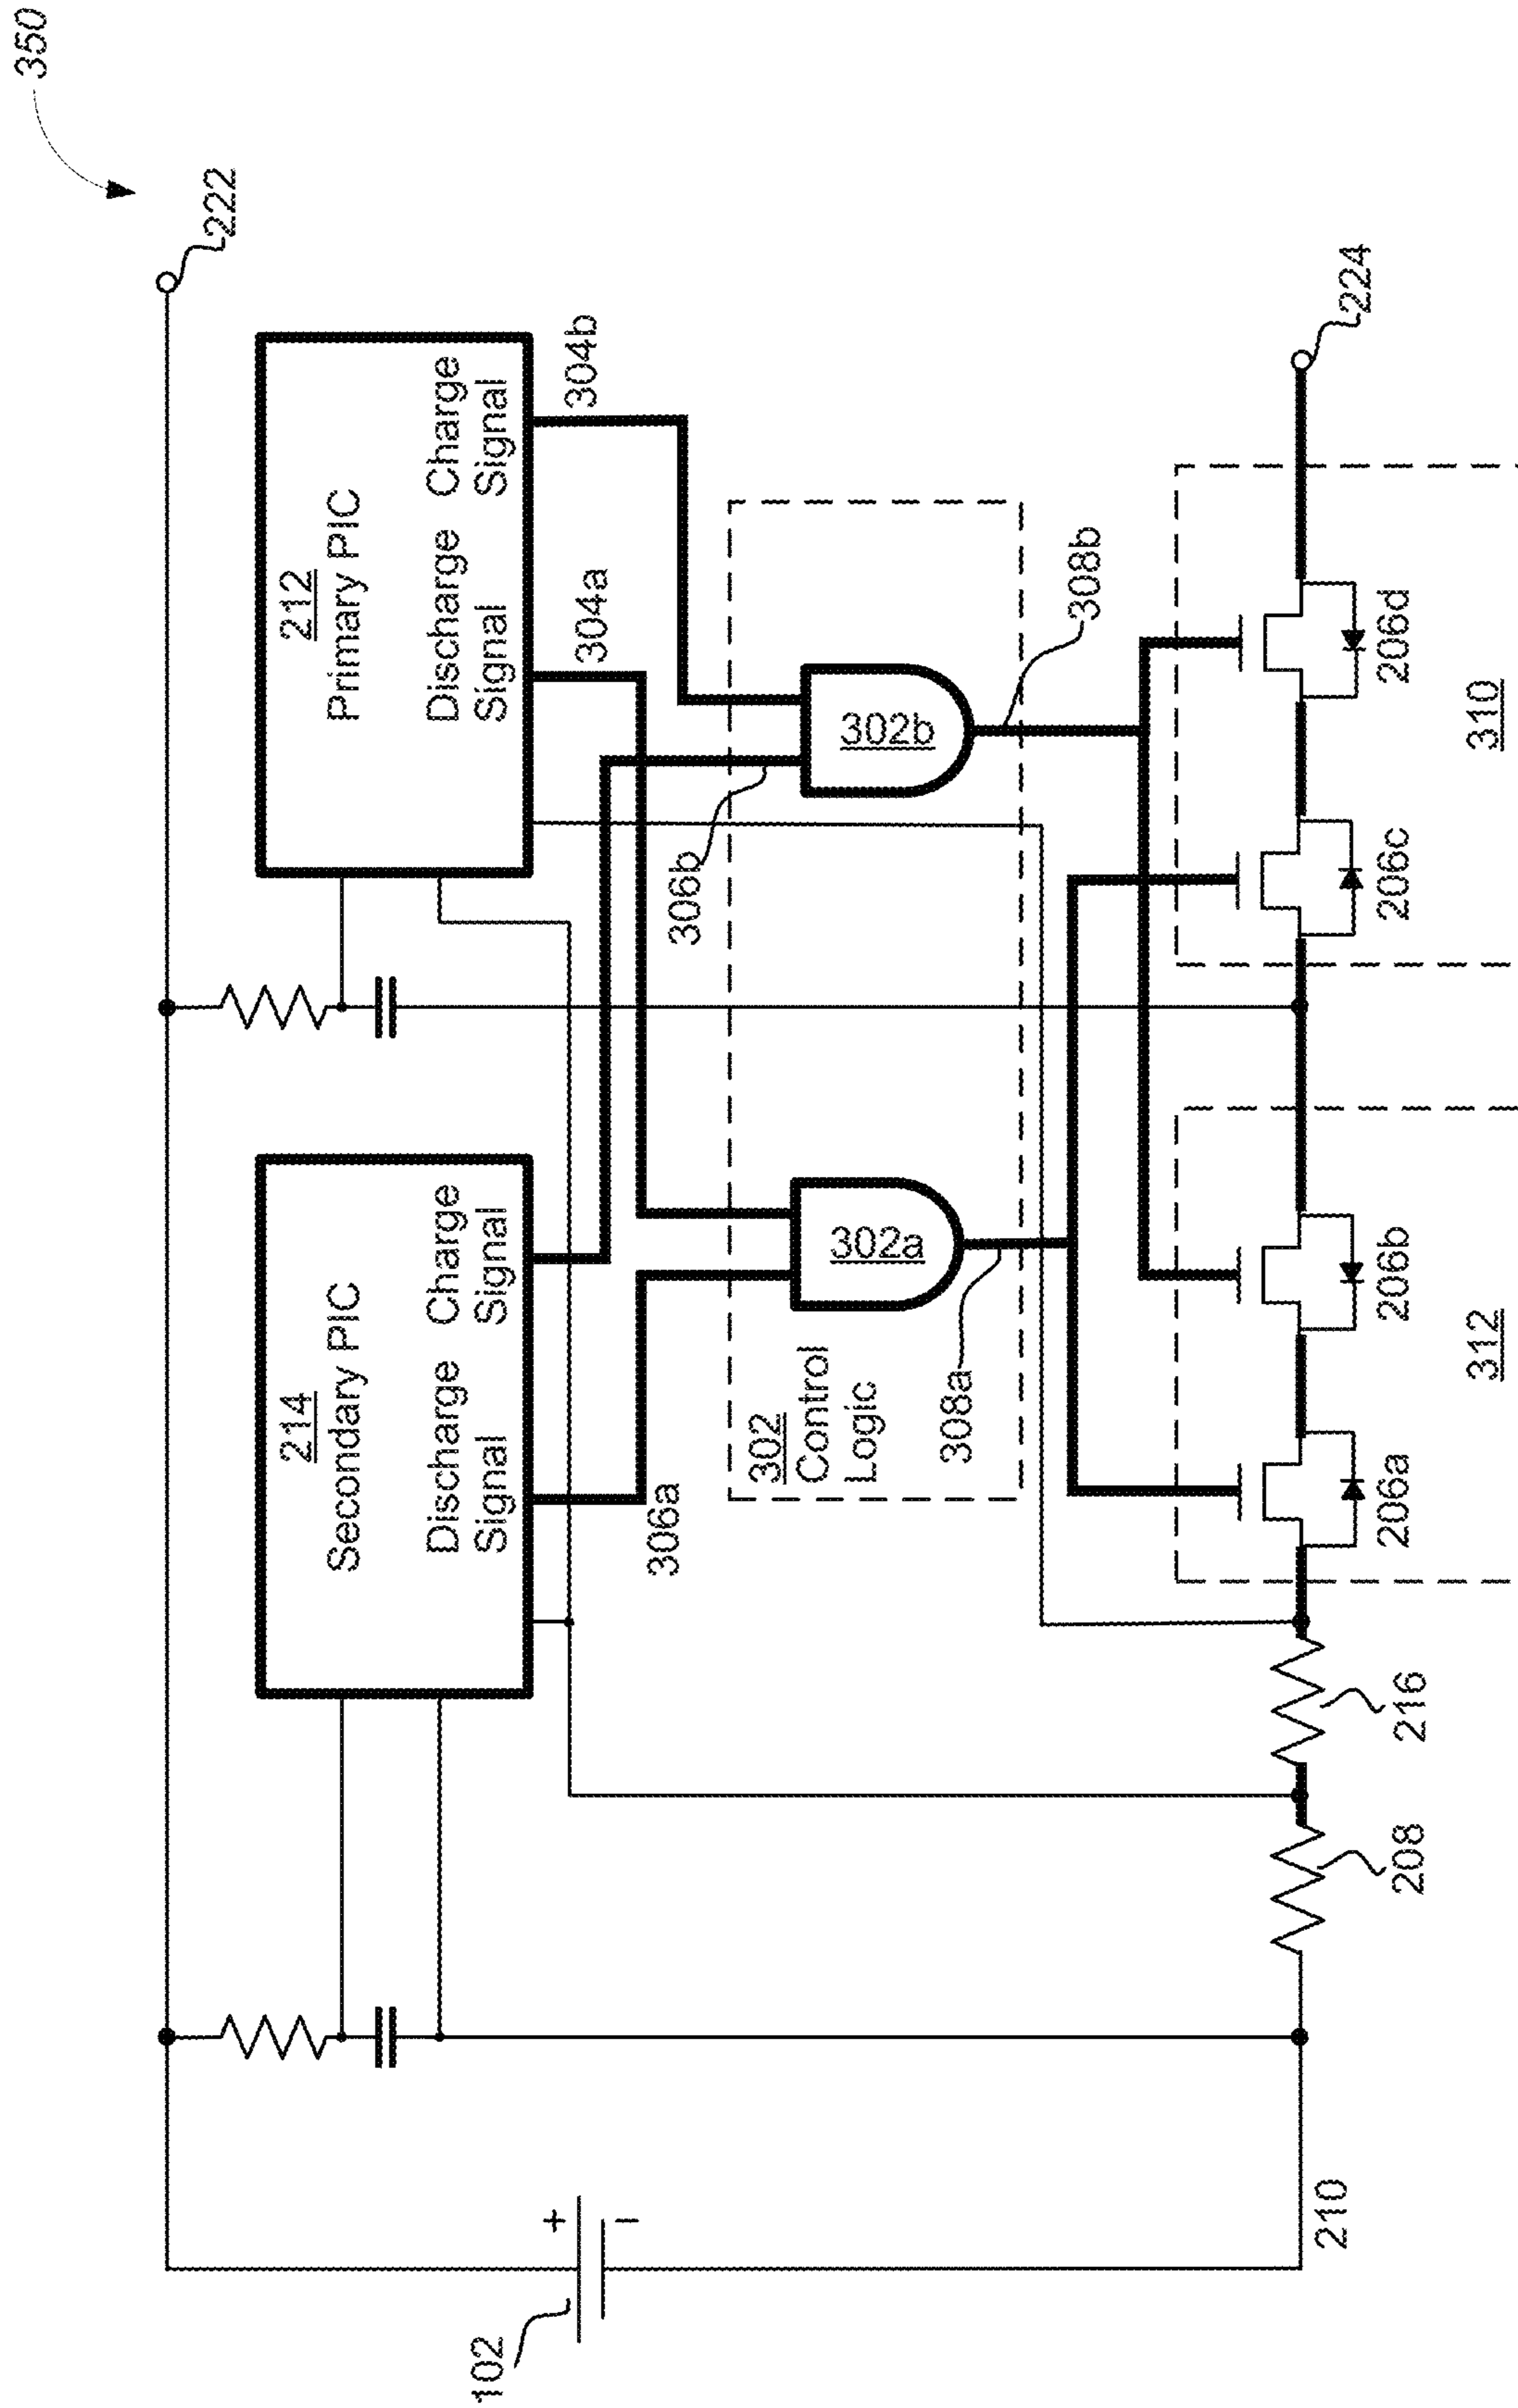 350
222
212
Primary PIC
Discharge Charge
Signal Signal
304b
304a
214
Secondary PIC
Discharge Charge
Signal Signal
306a
306b
302
Control
Logic
302a
302b
308a
308b
102
+
−
210
208
216
206a
206b
206c
206d
224
312
310